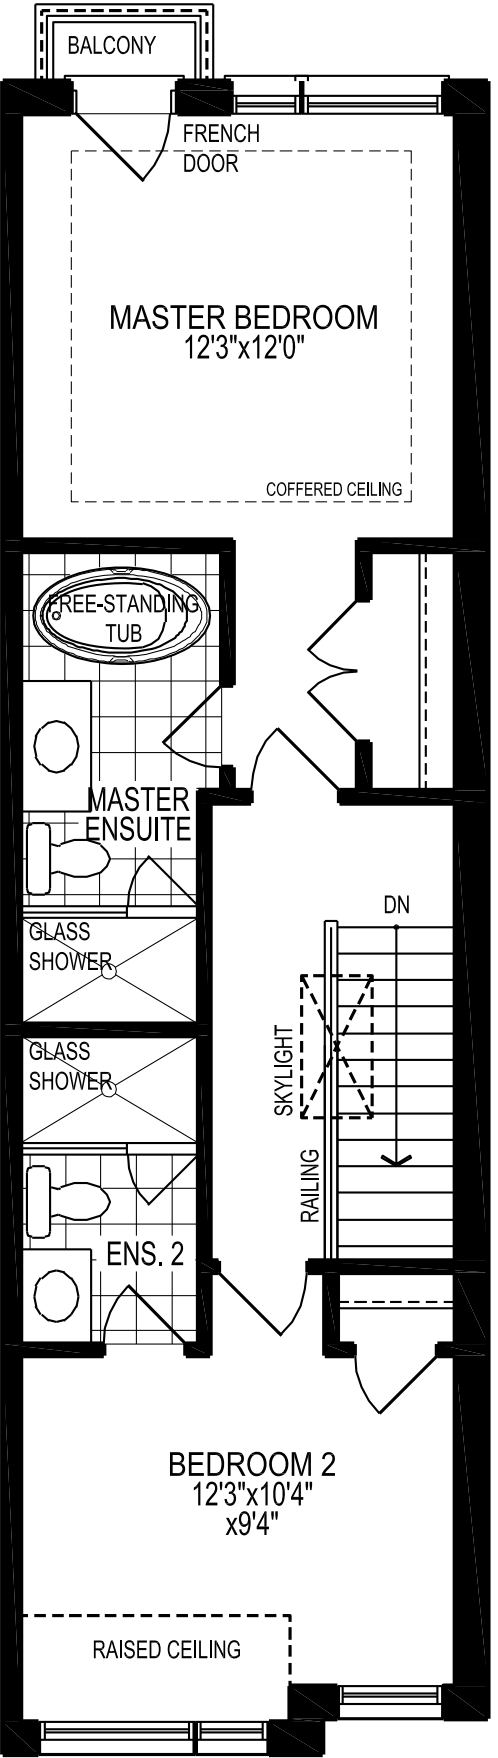 BALCONY
FRENCH
DOOR
MASTER BEDROOM
12'3"x12'0"
COFFERED CEILING
FREE-STANDING
TUB
MASTER
ENSUITE
DN
GLASS
SHOWER
SKYLIGHT
GLASS
SHOWER
RAILING
ENS. 2
BEDROOM 2
12'3"x10'4"
x9'4"
RAISED CEILING